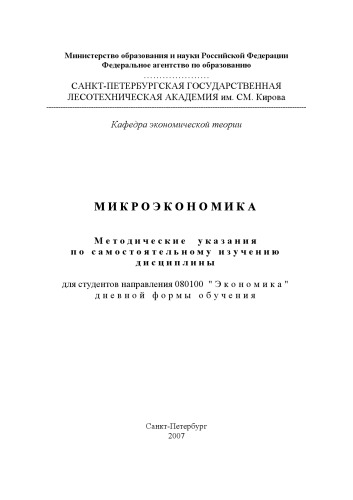 Министерство образования и науки Российской Федерации
Федеральное агентство по образованию
…………………
САНКТ-ПЕТЕРБУРГСКАЯ ГОСУДАРСТВЕННАЯ
ЛЕСОТЕХНИЧЕСКАЯ АКАДЕМИЯ им. СМ. Кирова
Кафедра экономической теории
МИКРОЭКОНОМИКА
Методические указания
по самостоятельному изучению
дисциплины
для студентов направления 080100 "Экономика"
дневной формы обучения
Санкт-Петербург
2007